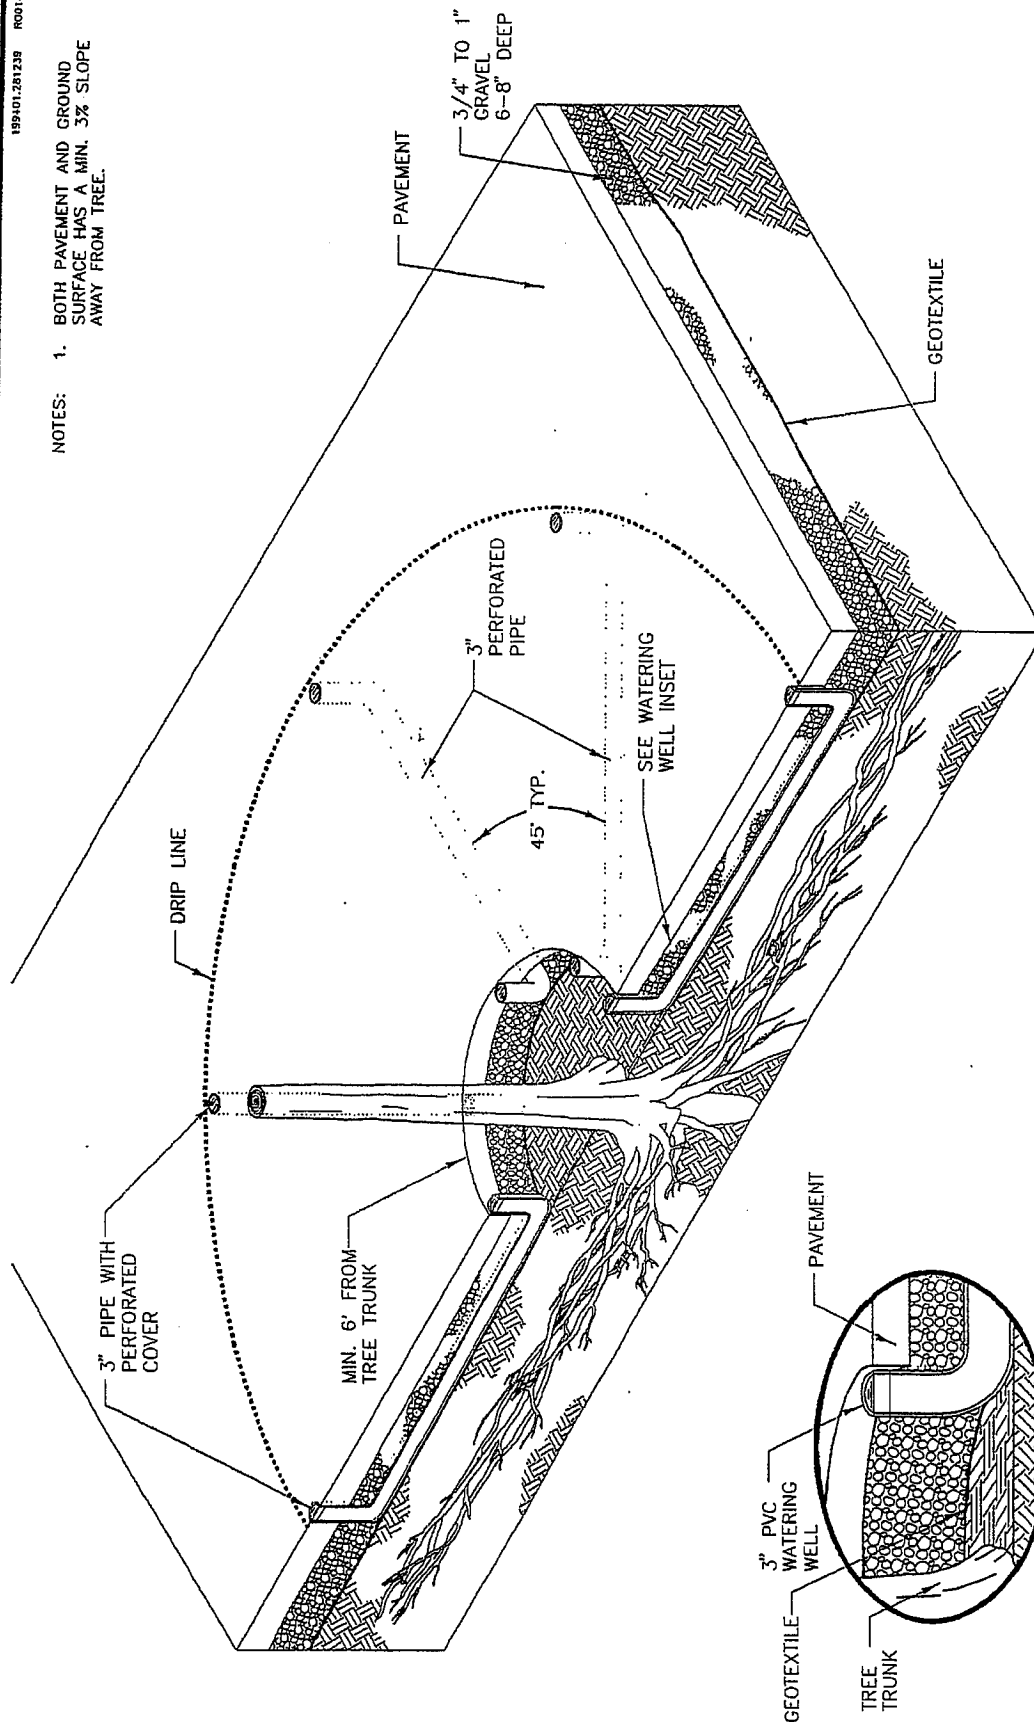 199401.281239 R001
NOTES: 1. BOTH PAVEMENT AND GROUND
SURFACE HAS A MIN. 3% SLOPE
AWAY FROM TREE.
3/4" TO 1"
GRAVEL
6-8" DEEP
PAVEMENT
DRIP LINE
3" PIPE WITH
PERFORATED
COVER
3"
PERFORATED
PIPE
45° TYP.
MIN. 6' FROM
TREE TRUNK
SEE WATERING
WELL INSET
GEOTEXTILE
PAVEMENT
3" PVC
WATERING
WELL
GEOTEXTILE
TREE
TRUNK